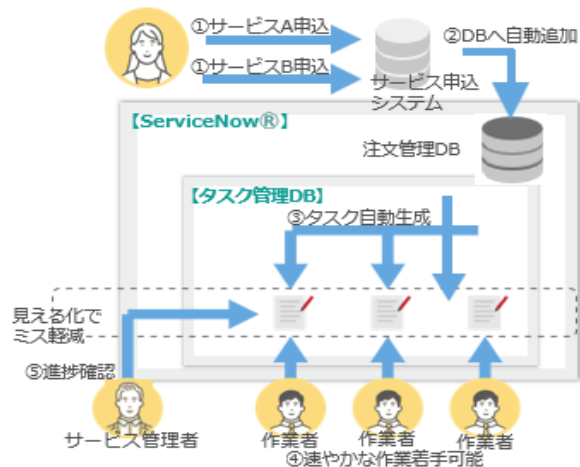 ①サービスA申込
②DBへ自動追加
①サービスB申込
サービス申込
システム
【ServiceNow®】
注文管理DB
【タスク管理DB】
③タスク自動生成
見える化で
ミス軽減
⑤進捗確認
サービス管理者
作業者
作業者
作業者
④速やかな作業着手可能